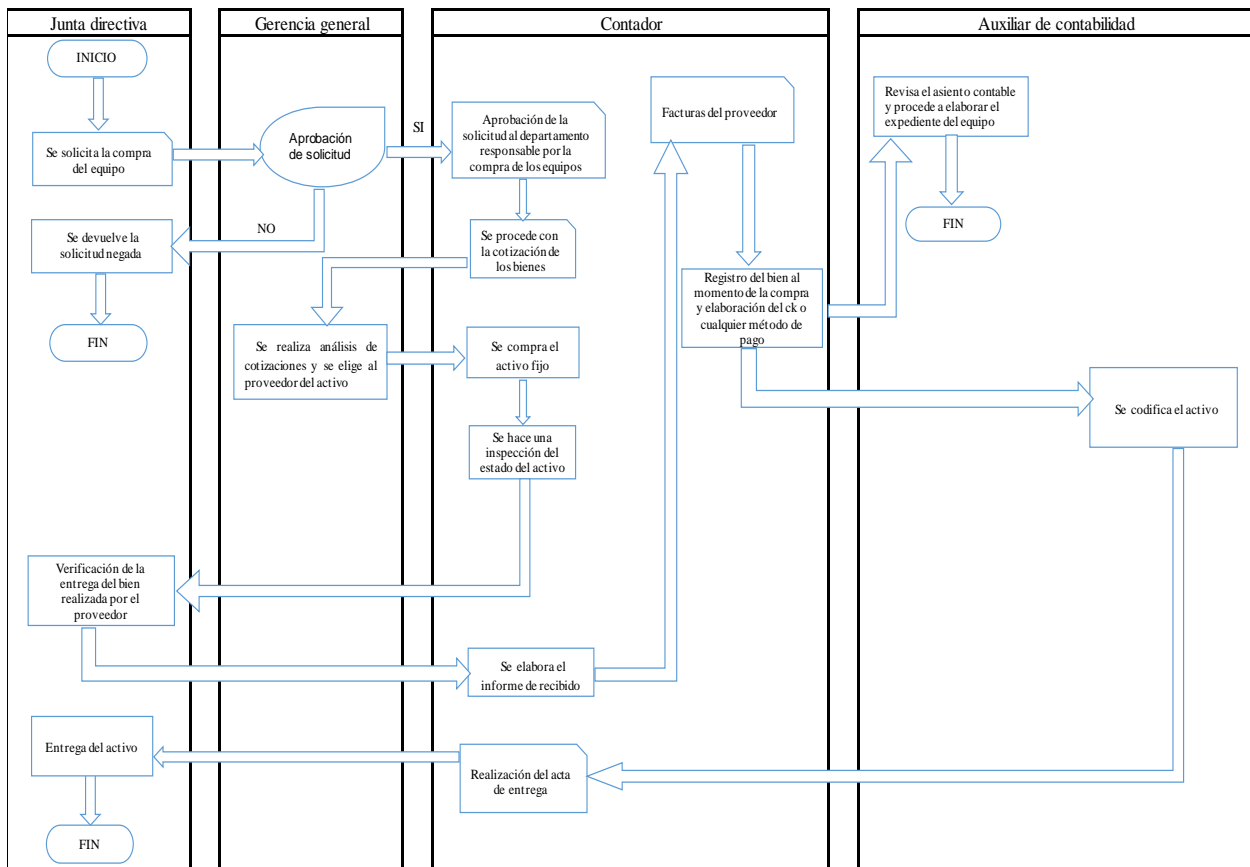 Junta directiva
Gerencia general
Contador
Auxiliar de contabilidad
INICIO
Se solicita la compra
del equipo
Se devuelve la
solicitud negada
FIN
Verificación de la
entrega del bien
realizada por el
proveedor
Entrega del activo
FIN
Aprobación
de solicitud
SI
NO
Se realiza análisis de
cotizaciones y se elige al
proveedor del activo
Aprobación de la
solicitud al departamento
responsable por la
compra de los equipos
Se procede con
la cotización de
los bienes
Se compra el
activo fijo
Se hace una
inspección del
estado del activo
Se elabora el
informe de recibido
Realización del acta
de entrega
Facturas del proveedor
Registro del bien al
momento de la compra
y elaboración del ck o
cualquier método de
pago
Revisa el asiento contable
y procede a elaborar el
expediente del equipo
FIN
Se codifica el activo